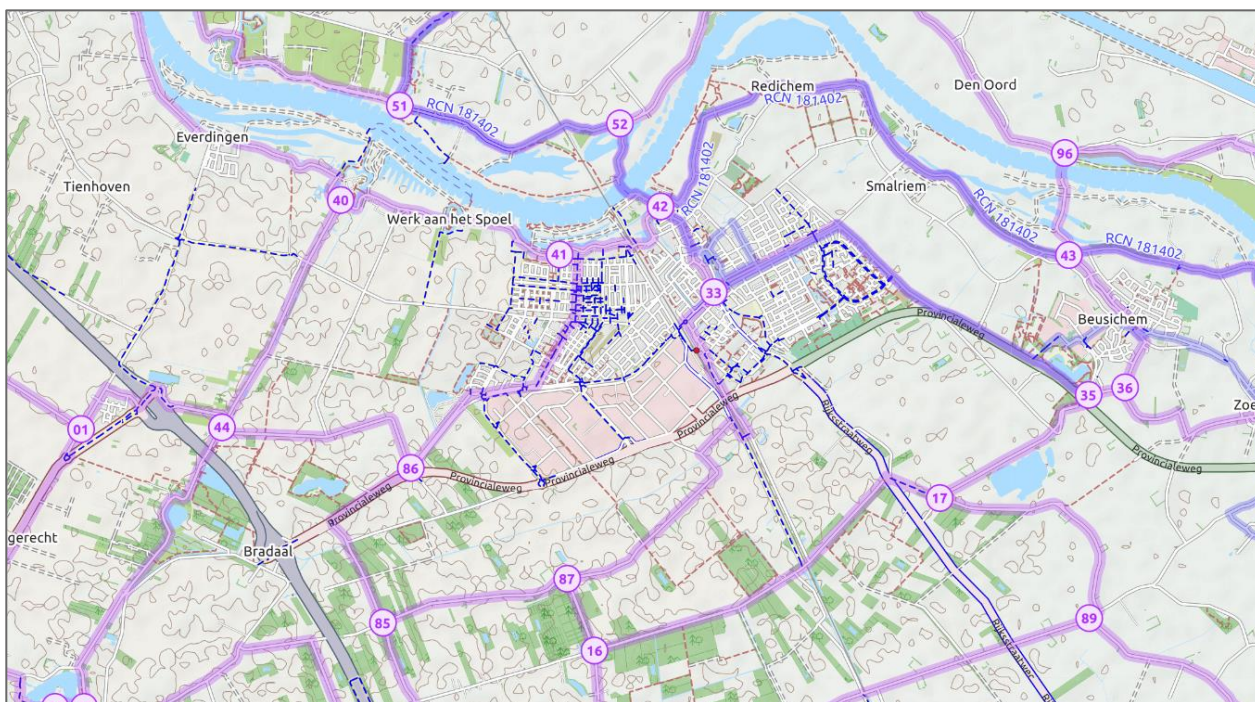 Redichem
RCN 181402
Den Oord
51
RCN 181402
52
Everdingen
96
RCN 181402
Tienhoven
Smalriem
40
42
Werk aan het Spoel
RCN 181402
41
43
RCN 181402
33
Provincialeweg
Beusichem
35
36
Zoe
01
44
Provincialeweg
Rijksstraatweg
86
Provincialeweg
Provincialeweg
Provincialeweg
Provincialeweg
17
gerecht
Bradaal
87
85
89
16
Rijksstraatweg